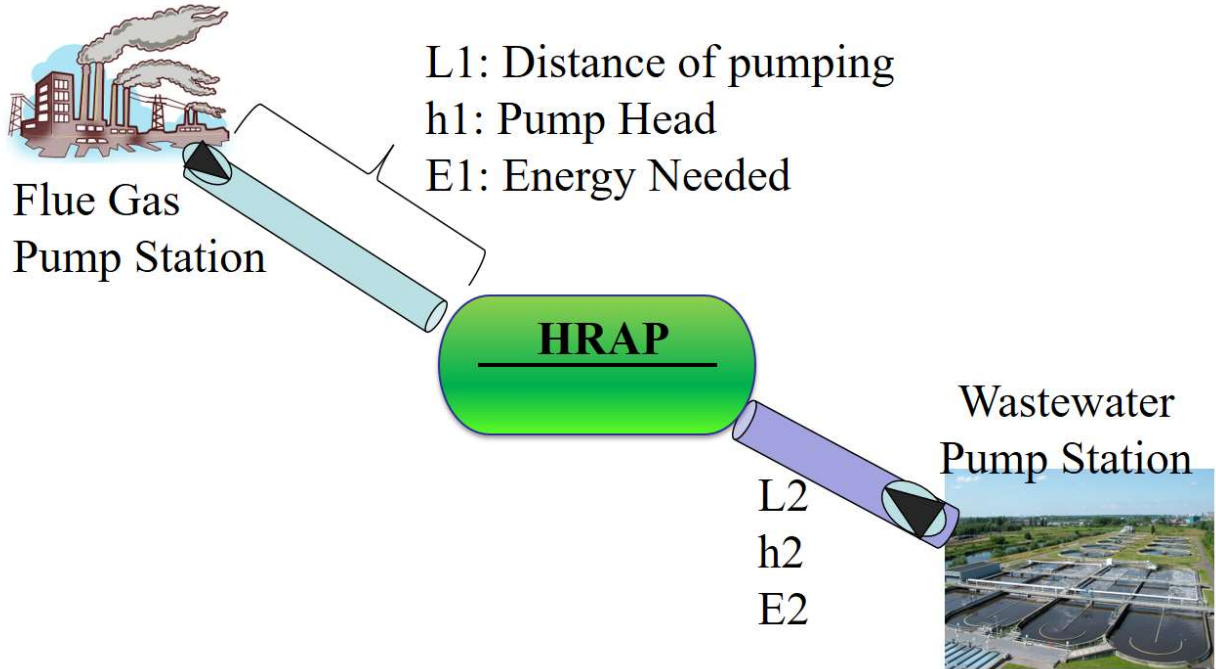 L1: Distance of pumping
h1: Pump Head
E1: Energy Needed
Flue Gas
Pump Station
HRAP
Wastewater
Pump Station
L2
h2
E2